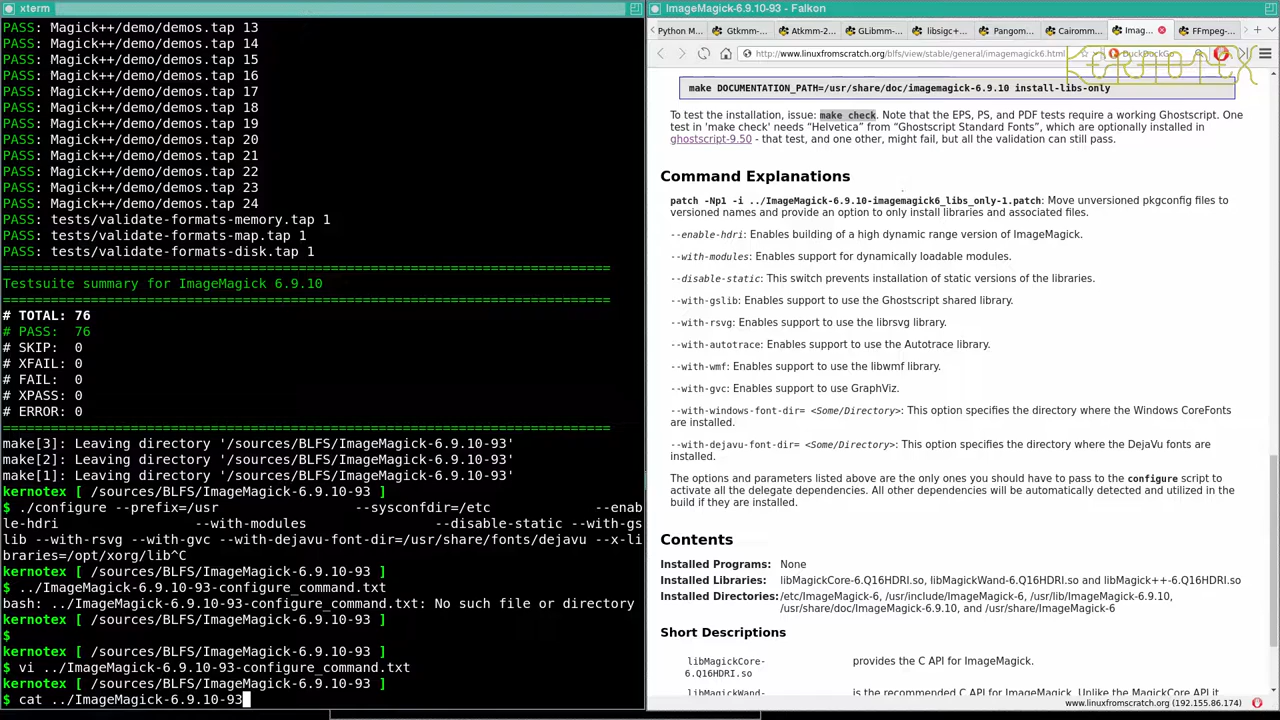 xterm
PASS: Magick++/demo/demos.tap 13
PASS: Magick++/demo/demos.tap 14
PASS: Magick++/demo/demos.tap 15
PASS: Magick++/demo/demos.tap 16
PASS: Magick++/demo/demos.tap 17
PASS: Magick++/demo/demos.tap 18
PASS: Magick++/demo/demos.tap 19
PASS: Magick++/demo/demos.tap 20
PASS: Magick++/demo/demos.tap 21
PASS: Magick++/demo/demos.tap 22
PASS: Magick++/demo/demos.tap 23
PASS: Magick++/demo/demos.tap 24
PASS: tests/validate-formats-memory.tap 1
PASS: tests/validate-formats-map.tap 1
PASS: tests/validate-formats-disk.tap 1
============================================================================
Testsuite summary for ImageMagick 6.9.10
============================================================================
# TOTAL: 76
# PASS:  76
# SKIP:  0
# XFAIL: 0
# FAIL:  0
# XPASS: 0
# ERROR: 0
============================================================================
make[3]: Leaving directory '/sources/BLFS/ImageMagick-6.9.10-93'
make[2]: Leaving directory '/sources/BLFS/ImageMagick-6.9.10-93'
make[1]: Leaving directory '/sources/BLFS/ImageMagick-6.9.10-93'
kernotex [ /sources/BLFS/ImageMagick-6.9.10-93 ]
$ ./configure --prefix=/usr                 --sysconfdir=/etc             --enab
le-hdri                 --with-modules                --disable-static --with-gs
lib --with-rsvg --with-gvc --with-dejavu-font-dir=/usr/share/fonts/dejavu --x-li
braries=/opt/xorg/lib^C
kernotex [ /sources/BLFS/ImageMagick-6.9.10-93 ]
$ ../ImageMagick-6.9.10-93-configure_command.txt
bash: ../ImageMagick-6.9.10-93-configure_command.txt: No such file or directory
kernotex [ /sources/BLFS/ImageMagick-6.9.10-93 ]
$
kernotex [ /sources/BLFS/ImageMagick-6.9.10-93 ]
$ vi ../ImageMagick-6.9.10-93-configure_command.txt
kernotex [ /sources/BLFS/ImageMagick-6.9.10-93 ]
$ cat ../ImageMagick-6.9.10-93
ImageMagick-6.9.10-93 - Falkon
Python M... Gtkmm-... Atkmm-2... GLibmm-... libsigc+... Pangom... Cairomm... Imag... FFmpeg-...
http://www.linuxfromscratch.org/blfs/view/stable/general/imagemagick6.html DuckDuckGo
KERNOTEX
make DOCUMENTATION_PATH=/usr/share/doc/imagemagick-6.9.10 install-libs-only
To test the installation, issue: make check. Note that the EPS, PS, and PDF tests require a working Ghostscript. One
test in 'make check' needs “Helvetica” from “Ghostscript Standard Fonts”, which are optionally installed in
ghostscript-9.50 - that test, and one other, might fail, but all the validation can still pass.
Command Explanations
patch -Np1 -i ../ImageMagick-6.9.10-imagemagick6_libs_only-1.patch: Move unversioned pkgconfig files to
versioned names and provide an option to only install libraries and associated files.
--enable-hdri: Enables building of a high dynamic range version of ImageMagick.
--with-modules: Enables support for dynamically loadable modules.
--disable-static: This switch prevents installation of static versions of the libraries.
--with-gslib: Enables support to use the Ghostscript shared library.
--with-rsvg: Enables support to use the librsvg library.
--with-autotrace: Enables support to use the Autotrace library.
--with-wmf: Enables support to use the libwmf library.
--with-gvc: Enables support to use GraphViz.
--with-windows-font-dir= <Some/Directory>: This option specifies the directory where the Windows CoreFonts
are installed.
--with-dejavu-font-dir= <Some/Directory>: This option specifies the directory where the DejaVu fonts are
installed.
The options and parameters listed above are the only ones you should have to pass to the configure script to
activate all the delegate dependencies. All other dependencies will be automatically detected and utilized in the
build if they are installed.
Contents
Installed Programs: None
Installed Libraries: libMagickCore-6.Q16HDRI.so, libMagickWand-6.Q16HDRI.so and libMagick++-6.Q16HDRI.so
Installed Directories: /etc/ImageMagick-6, /usr/include/ImageMagick-6, /usr/lib/ImageMagick-6.9.10,
/usr/share/doc/ImageMagick-6.9.10, and /usr/share/ImageMagick-6
Short Descriptions
libMagickCore- provides the C API for ImageMagick.
6.Q16HDRI.so
libMagickWand- is the recommended C API for ImageMagick. Unlike the MagickCore API it
www.linuxfromscratch.org (192.155.86.174)